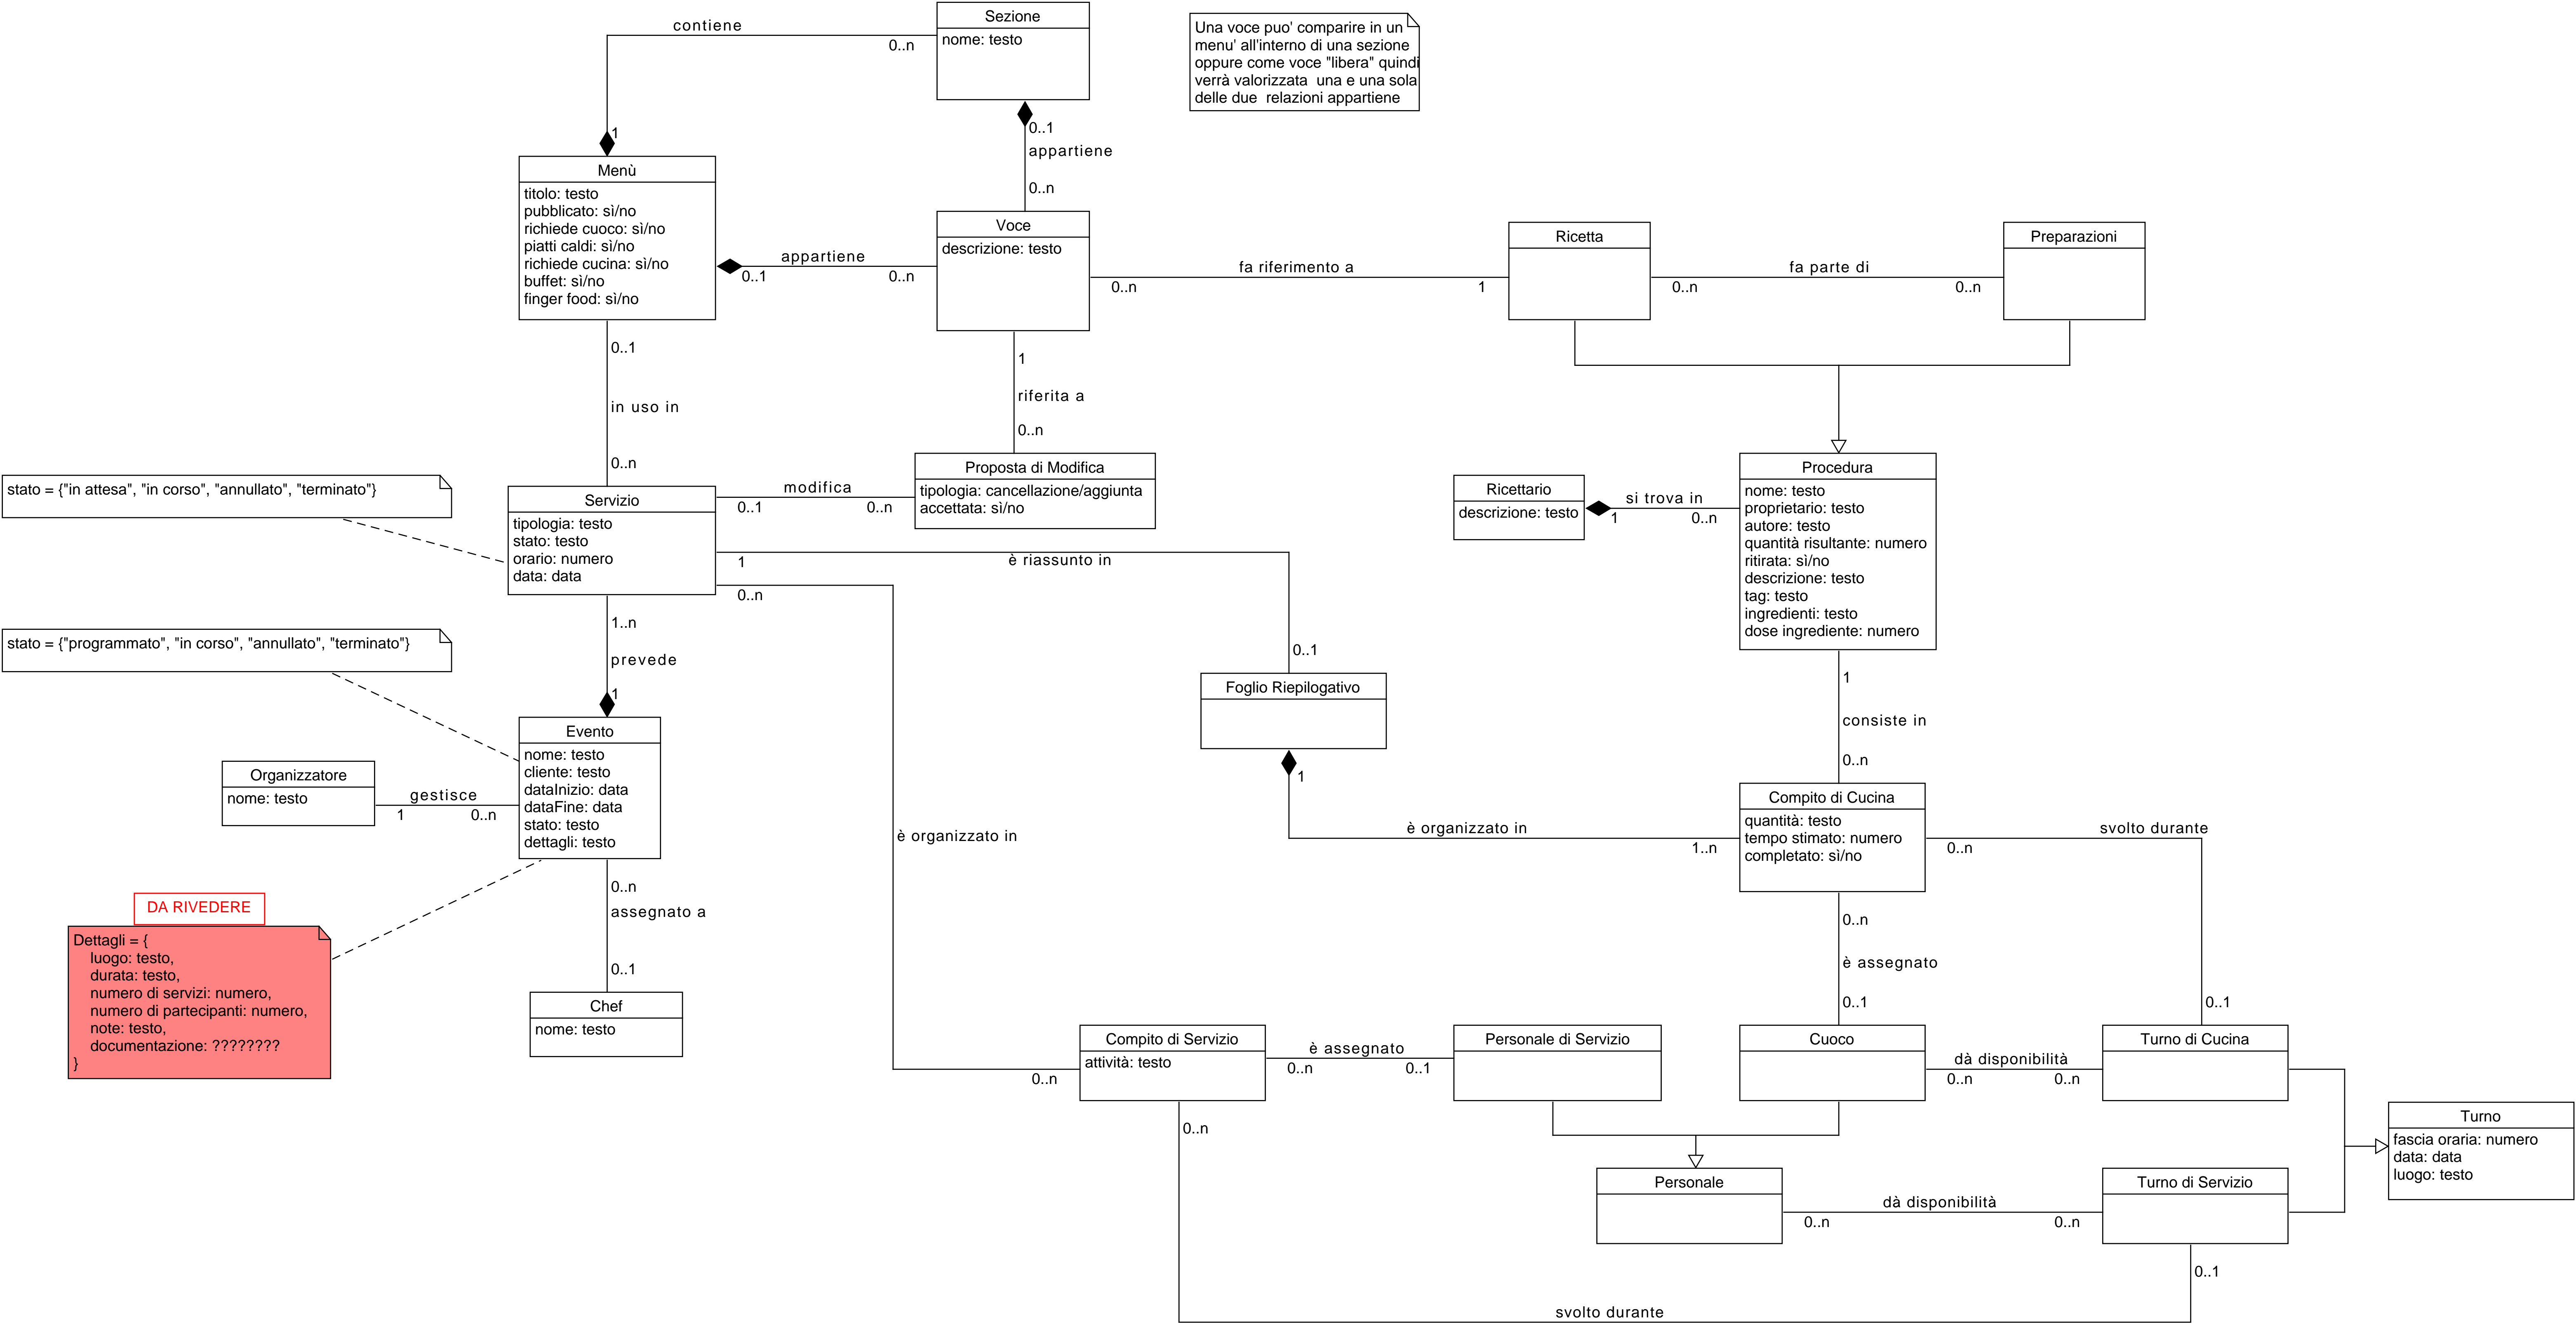 contiene
0..n
1
Sezione
nome: testo
Una voce puo' comparire in un
menu' all'interno di una sezione
oppure come voce "libera" quindi
verrà valorizzata  una e una sola
delle due  relazioni appartiene
0..1
appartiene
0..n
Menù
titolo: testo
pubblicato: sì/no
richiede cuoco: sì/no
piatti caldi: sì/no
richiede cucina: sì/no
buffet: sì/no
finger food: sì/no
appartiene
0..1
0..n
Voce
descrizione: testo
fa riferimento a
0..n
1
Ricetta
fa parte di
0..n
0..n
Preparazioni
0..1
in uso in
0..n
1
riferita a
0..n
stato = {"in attesa", "in corso", "annullato", "terminato"}
Servizio
tipologia: testo
stato: testo
orario: numero
data: data
modifica
0..1
0..n
Proposta di Modifica
tipologia: cancellazione/aggiunta
accettata: sì/no
Ricettario
descrizione: testo
si trova in
1
0..n
Procedura
nome: testo
proprietario: testo
autore: testo
quantità risultante: numero
ritirata: sì/no
descrizione: testo
tag: testo
ingredienti: testo
dose ingrediente: numero
1
è riassunto in
0..1
0..n
è organizzato in
0..n
stato = {"programmato", "in corso", "annullato", "terminato"}
1..n
prevede
1
Foglio Riepilogativo
1
è organizzato in
1..n
1
consiste in
0..n
Evento
nome: testo
cliente: testo
dataInizio: data
dataFine: data
stato: testo
dettagli: testo
Organizzatore
nome: testo
gestisce
1
0..n
Compito di Cucina
quantità: testo
tempo stimato: numero
completato: sì/no
svolto durante
0..n
0..1
DA RIVEDERE
Dettagli = {
luogo: testo,
durata: testo,
numero di servizi: numero,
numero di partecipanti: numero,
note: testo,
documentazione: ????????
}
0..n
assegnato a
0..1
Chef
nome: testo
0..n
è assegnato
0..1
Compito di Servizio
attività: testo
è assegnato
0..n
0..1
Personale di Servizio
Cuoco
dà disponibilità
0..n
0..n
Turno di Cucina
Turno
fascia oraria: numero
data: data
luogo: testo
Personale
dà disponibilità
0..n
0..n
Turno di Servizio
0..n
svolto durante
0..1